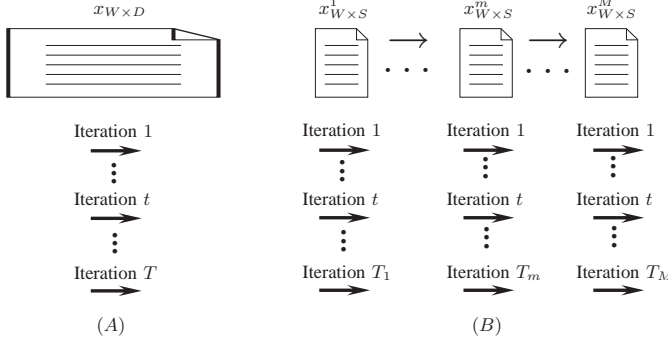 x_{W×D} x^1_{W×S} x^m_{W×S} x^M_{W×S}
Iteration 1 Iteration 1 Iteration 1 Iteration 1
Iteration t Iteration t Iteration t Iteration t
Iteration T Iteration T_1 Iteration T_m Iteration T_M
(A) (B)